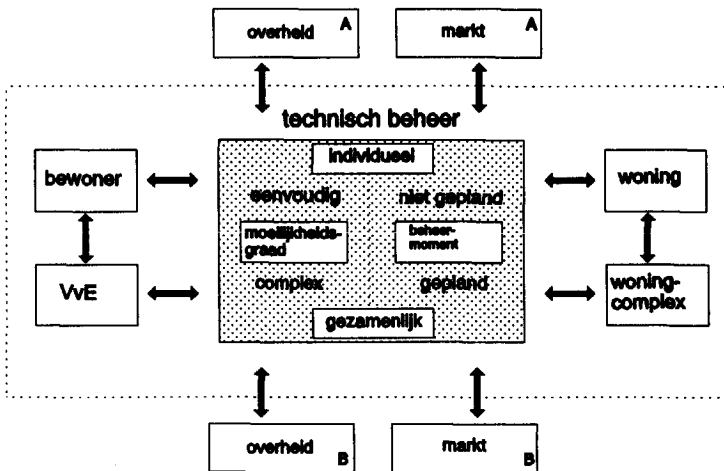 overheid A
markt A
technisch beheer
individueel
bewoner
eenvoudig
niet gepland
woning
moeilijkheids-
graad
beheer-
moment
VvE
complex
gepland
woning-
complex
gezamenlijk
overheid B
markt B